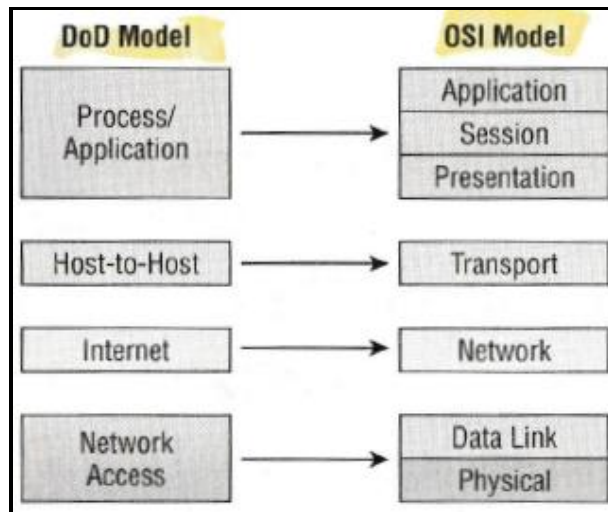 DoD Model
OSI Model
Process/
Application
Application
Session
Presentation
Host-to-Host
Transport
Internet
Network
Network
Access
Data Link
Physical